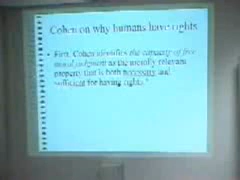 Cohen on why humans have rights
• First, Cohen identifies the capacity of free
moral judgment as the morally relevant
property that is both necessary and
sufficient for having rights."